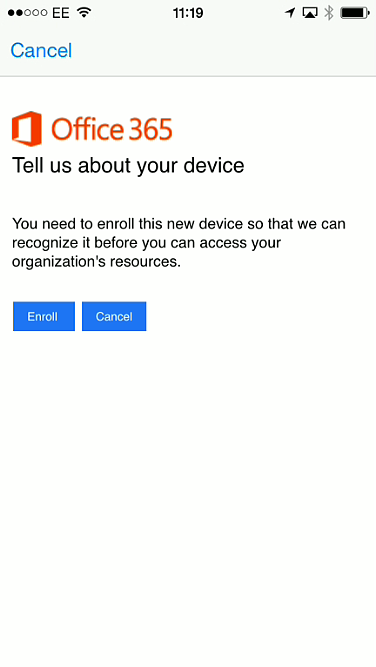 EE 11:19
Cancel
Office 365
Tell us about your device
You need to enroll this new device so that we can
recognize it before you can access your
organization's resources.
Enroll Cancel